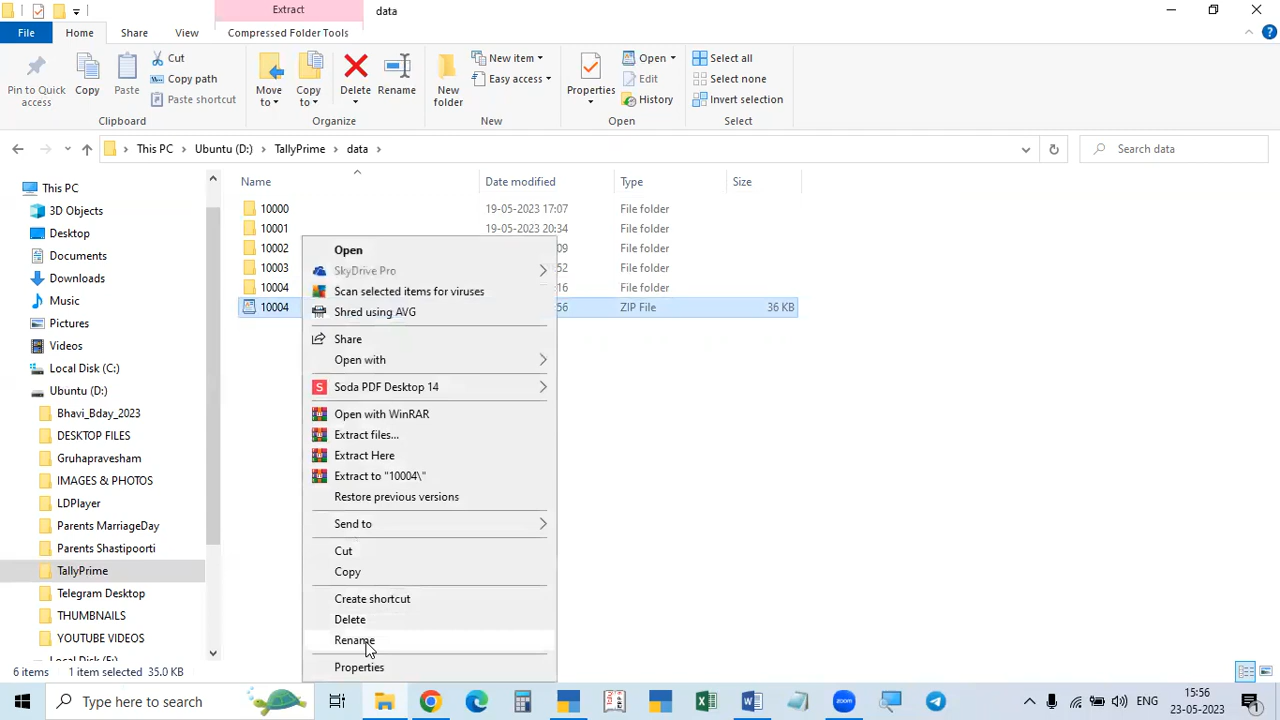 Extract
data
File
Home
Share
View
Compressed Folder Tools
Pin to Quick access
Copy
Paste
Cut
Copy path
Paste shortcut
Clipboard
Move to
Copy to
Delete
Rename
Organize
New folder
New item
Easy access
New
Properties
Open
Edit
History
Open
Select all
Select none
Invert selection
Select
This PC
Ubuntu (D:)
TallyPrime
data
Search data
This PC
3D Objects
Desktop
Documents
Downloads
Music
Pictures
Videos
Local Disk (C:)
Ubuntu (D:)
Bhavi_Bday_2023
DESKTOP FILES
Gruhapravesham
IMAGES & PHOTOS
LDPlayer
Parents MarriageDay
Parents Shastipoorti
TallyPrime
Telegram Desktop
THUMBNAILS
YOUTUBE VIDEOS
Name Date modified Type Size
10000 19-05-2023 17:07 File folder
10001 19-05-2023 20:34 File folder
10002 09 File folder
10003 52 File folder
10004 16 File folder
10004 56 ZIP File 36 KB
Open
SkyDrive Pro
Scan selected items for viruses
Shred using AVG
Share
Open with
Soda PDF Desktop 14
Open with WinRAR
Extract files...
Extract Here
Extract to "10004\"
Restore previous versions
Send to
Cut
Copy
Create shortcut
Delete
Rename
Properties
6 items 1 item selected 35.0 KB
Type here to search
zoom
ENG
15:56
23-05-2023
1